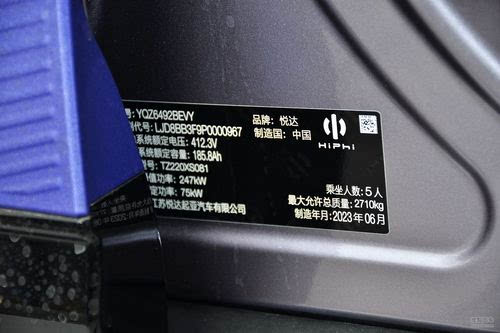 号: YQZ6492BEVY
代号: LJD8BB3F9P0000967
系统额定电压: 412.3V
系统额定容量: 185.8Ah
型号: TZ220XS081
值功率: 247kW
定功率: 75kW
江苏悦达起亚汽车有限公司
品牌: 悦达
制造国: 中国
HiPhi
乘坐人数: 5人
最大允许总质量: 2710kg
制造年月: 2023年06月